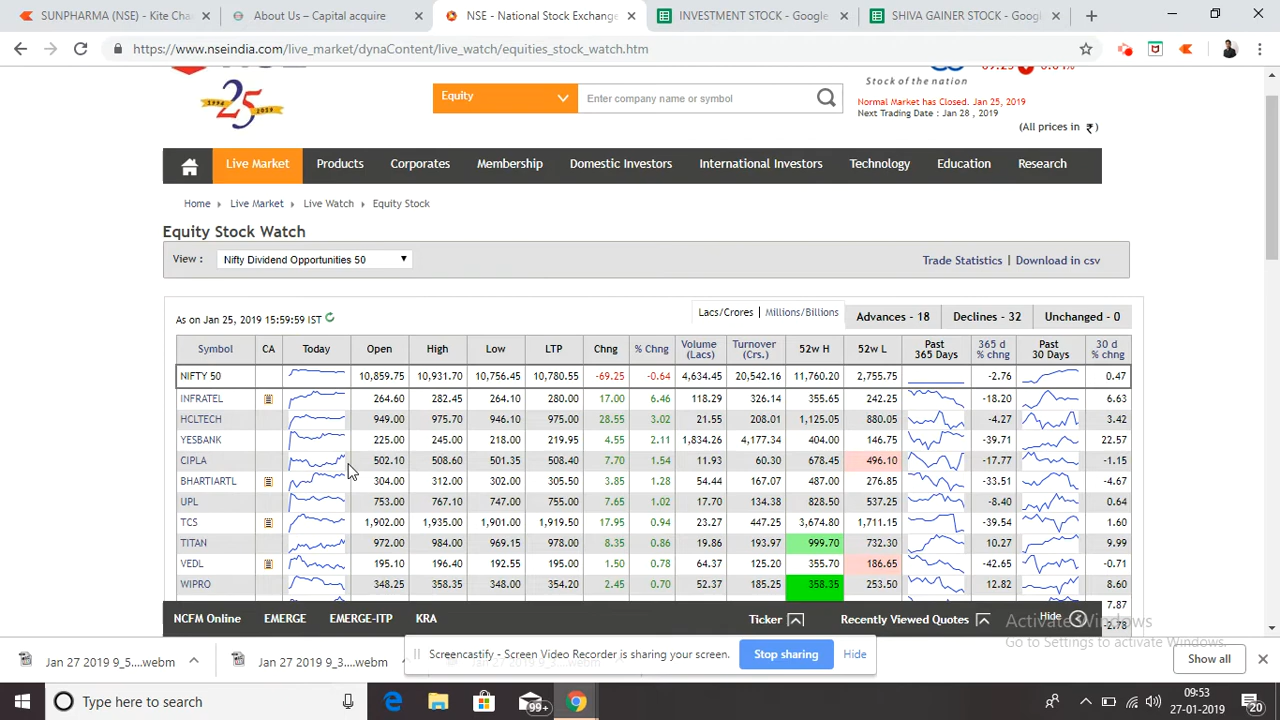 SUNPHARMA (NSE) - Kite Cha
About Us – Capital acquire
NSE - National Stock Exchange
INVESTMENT STOCK - Google
SHIVA GAINER STOCK - Googl
https://www.nseindia.com/live_market/dynaContent/live_watch/equities_stock_watch.htm
1994 25 2019
Stock of the nation
Equity
Enter company name or symbol
Normal Market has Closed. Jan 25, 2019
Next Trading Date : Jan 28 , 2019
(All prices in ₹)
Live Market Products Corporates Membership Domestic Investors International Investors Technology Education Research
Home Live Market Live Watch Equity Stock
Equity Stock Watch
View : Nifty Dividend Opportunities 50
Trade Statistics | Download in csv
As on Jan 25, 2019 15:59:59 IST
Lacs/Crores | Millions/Billions
Advances - 18 Declines - 32 Unchanged - 0
Symbol CA Today Open High Low LTP Chng % Chng Volume (Lacs) Turnover (Crs.) 52w H 52w L Past 365 Days 365 d % chng Past 30 Days 30 d % chng
NIFTY 50 10,859.75 10,931.70 10,756.45 10,780.55 -69.25 -0.64 4,634.45 20,542.16 11,760.20 2,755.75 -2.76 0.47
INFRATEL 264.60 282.45 264.10 280.00 17.00 6.46 118.29 326.14 355.65 242.25 -18.20 6.63
HCLTECH 949.00 975.70 946.10 975.00 28.55 3.02 21.55 208.01 1,125.05 880.05 -4.27 3.42
YESBANK 225.00 245.00 218.00 219.95 4.55 2.11 1,834.26 4,177.34 404.00 146.75 -39.71 22.57
CIPLA 502.10 508.60 501.35 508.40 7.70 1.54 11.93 60.30 678.45 496.10 -17.77 -1.15
BHARTIARTL 304.00 312.00 302.00 305.50 3.85 1.28 54.44 167.07 487.00 276.85 -33.51 -4.67
UPL 753.00 767.10 747.00 755.00 7.65 1.02 17.70 134.38 828.50 537.25 -8.40 0.64
TCS 1,902.00 1,935.00 1,901.00 1,919.50 17.95 0.94 23.27 447.25 3,674.80 1,711.15 -39.54 1.60
TITAN 972.00 984.00 969.15 978.00 8.35 0.86 19.86 193.97 999.70 732.30 10.27 9.99
VEDL 195.10 196.40 192.55 195.00 1.50 0.78 64.37 125.20 355.70 186.65 -42.65 -0.71
WIPRO 348.25 358.35 348.00 354.20 2.45 0.70 52.37 185.25 358.35 253.50 12.82 8.60
7.87
-2.78
NCFM Online EMERGE EMERGE-ITP KRA Ticker Recently Viewed Quotes Hide
Activate Windows
Go to Settings to activate Windows.
Jan 27 2019 9_5....webm
Jan 27 2019 9_3....webm
Screencastify - Screen Video Recorder is sharing your screen.
Stop sharing
Hide
Show all
Type here to search
99+
09:53
27-01-2019
20